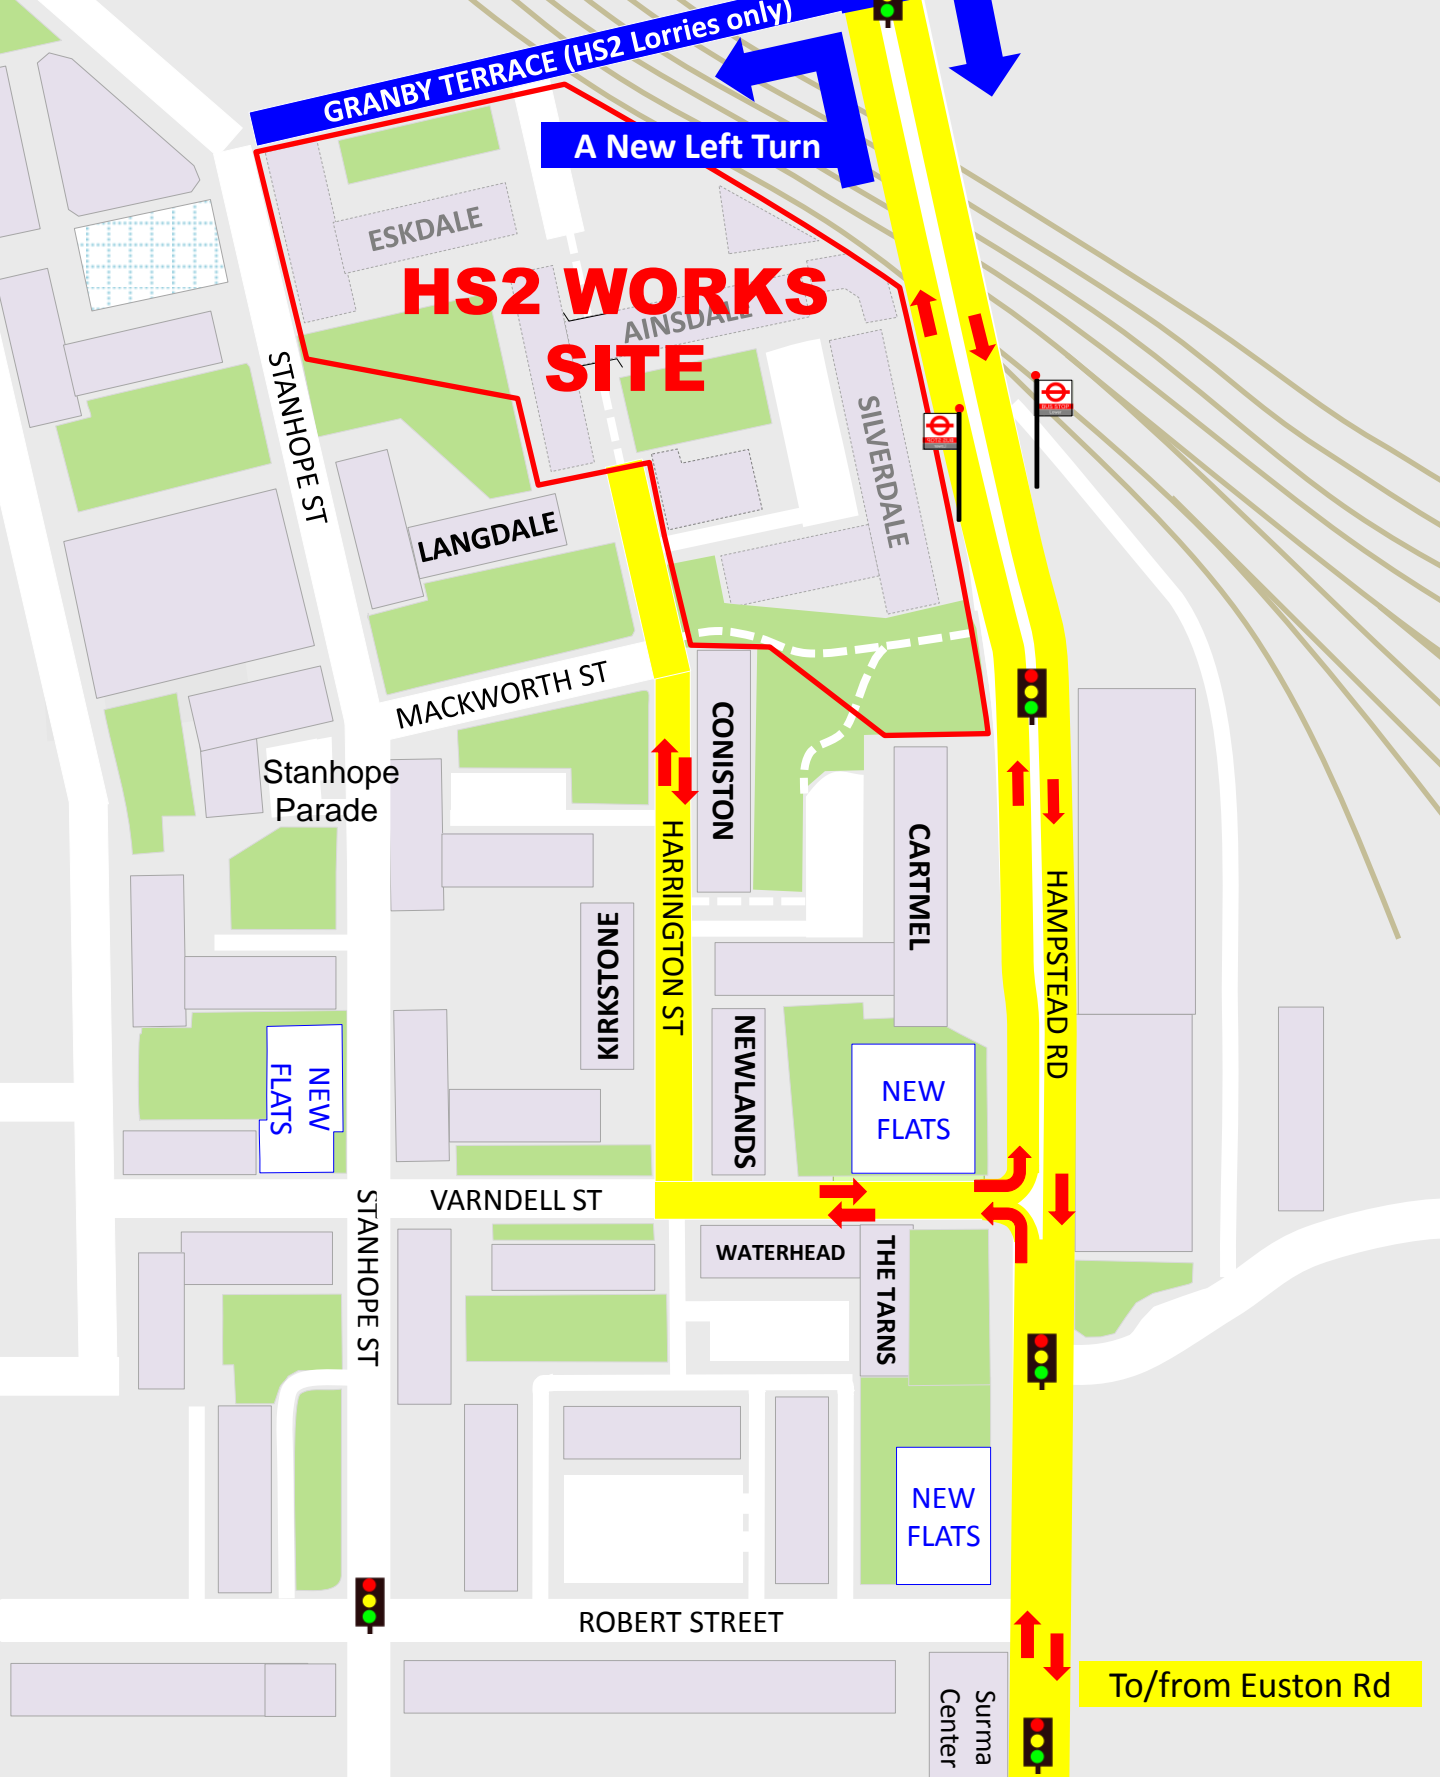 GRANBY TERRACE (HS2 Lorries only)
A New Left Turn
ESKDALE
HS2 WORKS
SITE
AINSDALE
STANHOPE ST
SILVERDALE
BUS STOP
LANGDALE
MACKWORTH ST
Stanhope
Parade
CONISTON
HARRINGTON ST
CARTMEL
HAMPSTEAD RD
KIRKSTONE
NEWLANDS
NEW
FLATS
NEW
FLATS
VARNDELL ST
STANHOPE ST
WATERHEAD
THE TARNS
NEW
FLATS
ROBERT STREET
To/from Euston Rd
Surma
Center